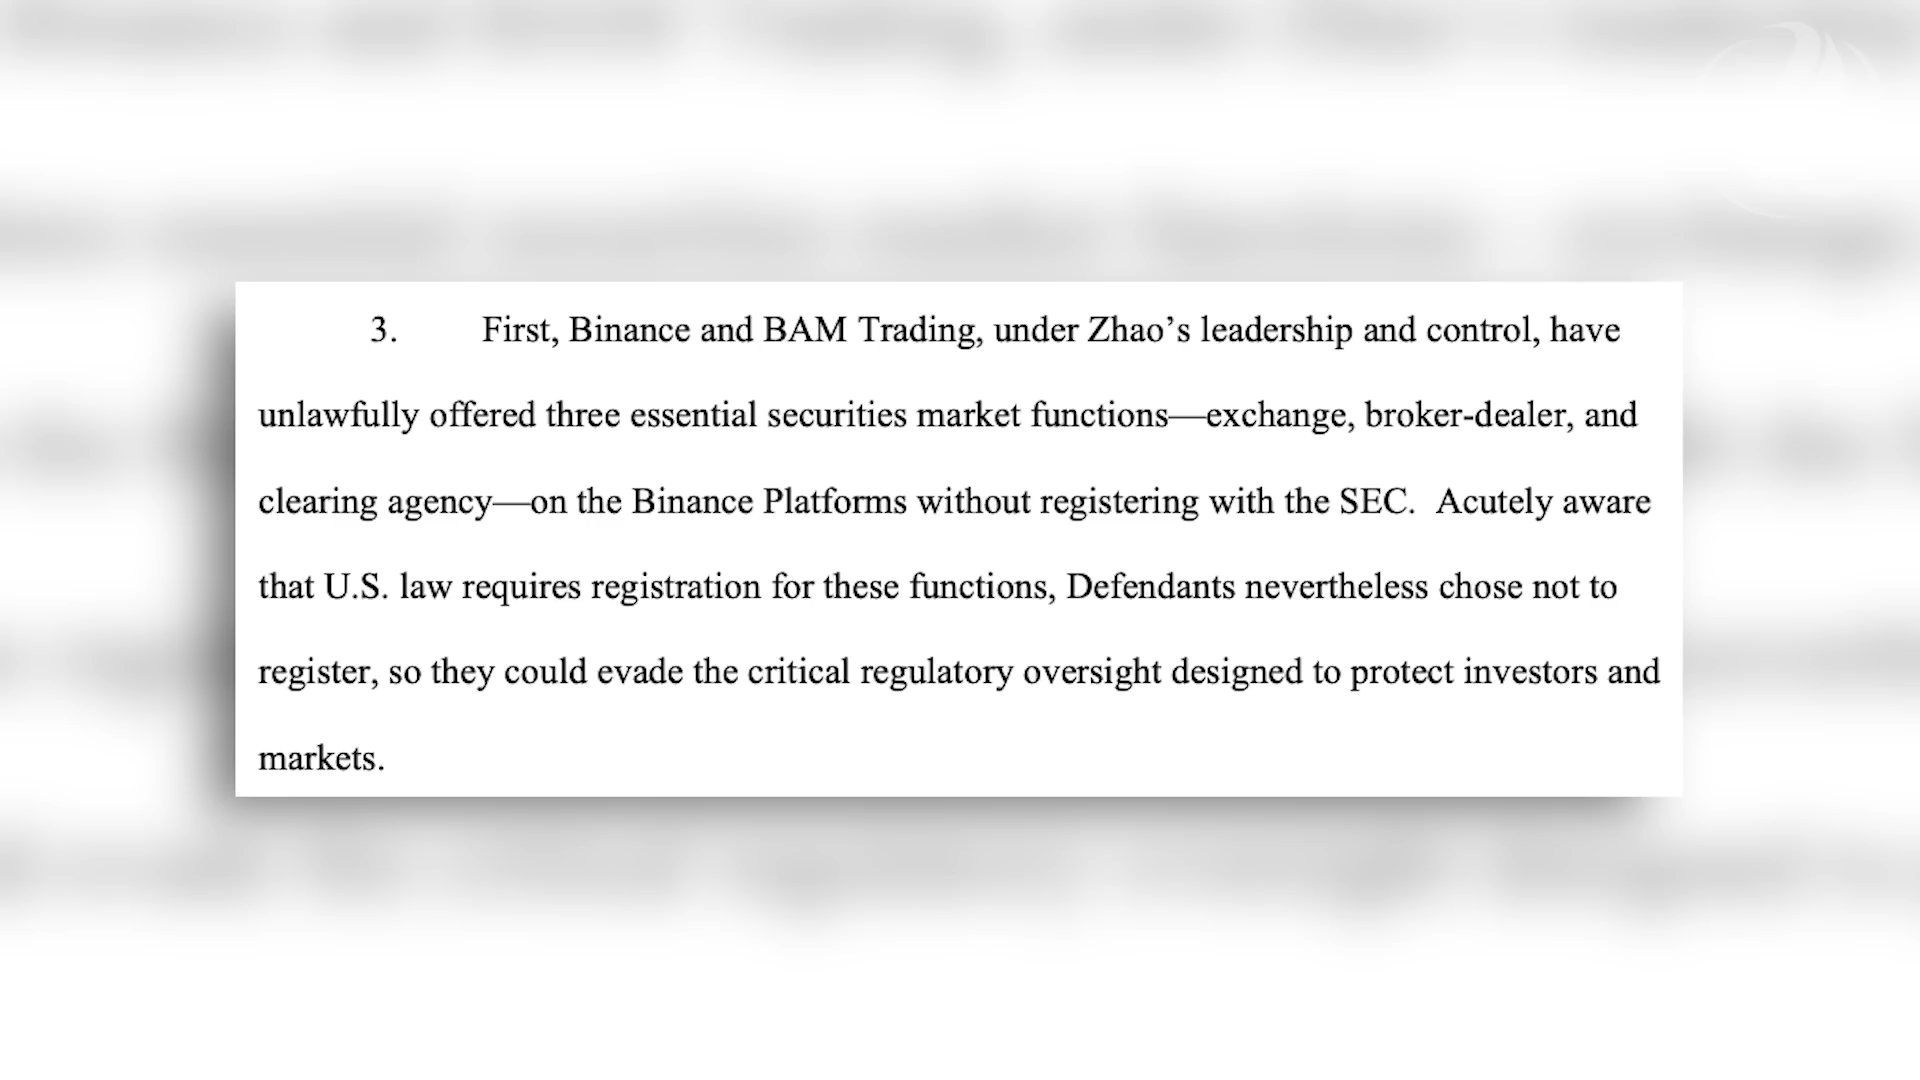 3. First, Binance and BAM Trading, under Zhao’s leadership and control, have
unlawfully offered three essential securities market functions—exchange, broker-dealer, and
clearing agency—on the Binance Platforms without registering with the SEC.  Acutely aware
that U.S. law requires registration for these functions, Defendants nevertheless chose not to
register, so they could evade the critical regulatory oversight designed to protect investors and
markets.